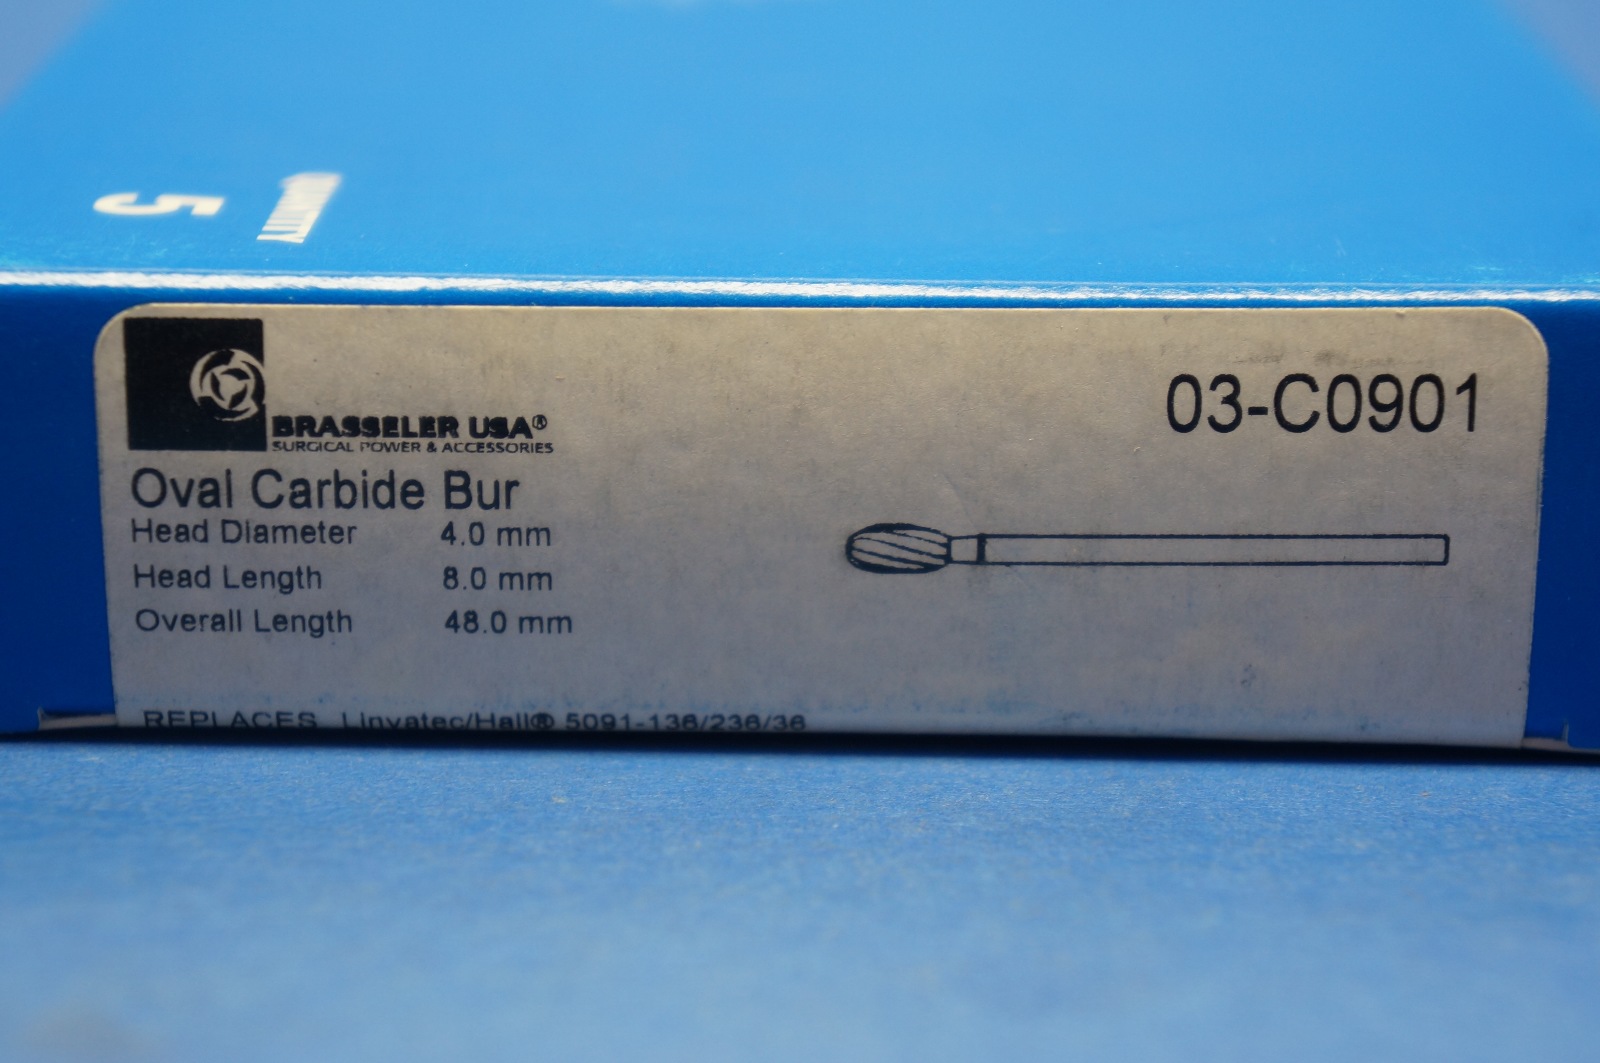 QUANTITY
5
BRASSELER USA®
SURGICAL POWER & ACCESSORIES
03-C0901
Oval Carbide Bur
Head Diameter 4.0 mm
Head Length 8.0 mm
Overall Length 48.0 mm
REPLACES Linvatec/Hall® 5091-136/236/36